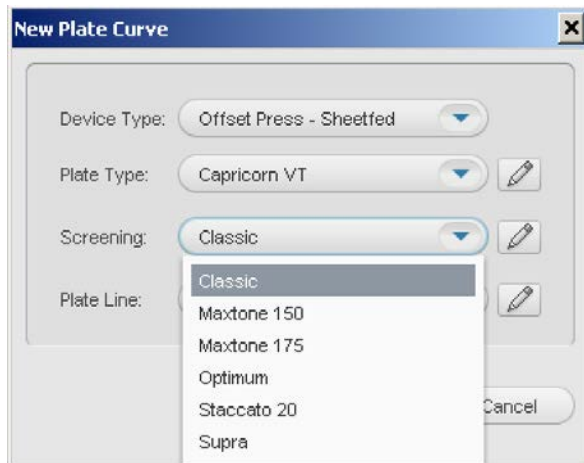 New Plate Curve
Device Type: Offset Press - Sheetfed
Plate Type: Capricorn VT
Screening: Classic
Classic
Plate Line:
Maxtone 150
Maxtone 175
Optimum
Staccato 20
Cancel
Supra